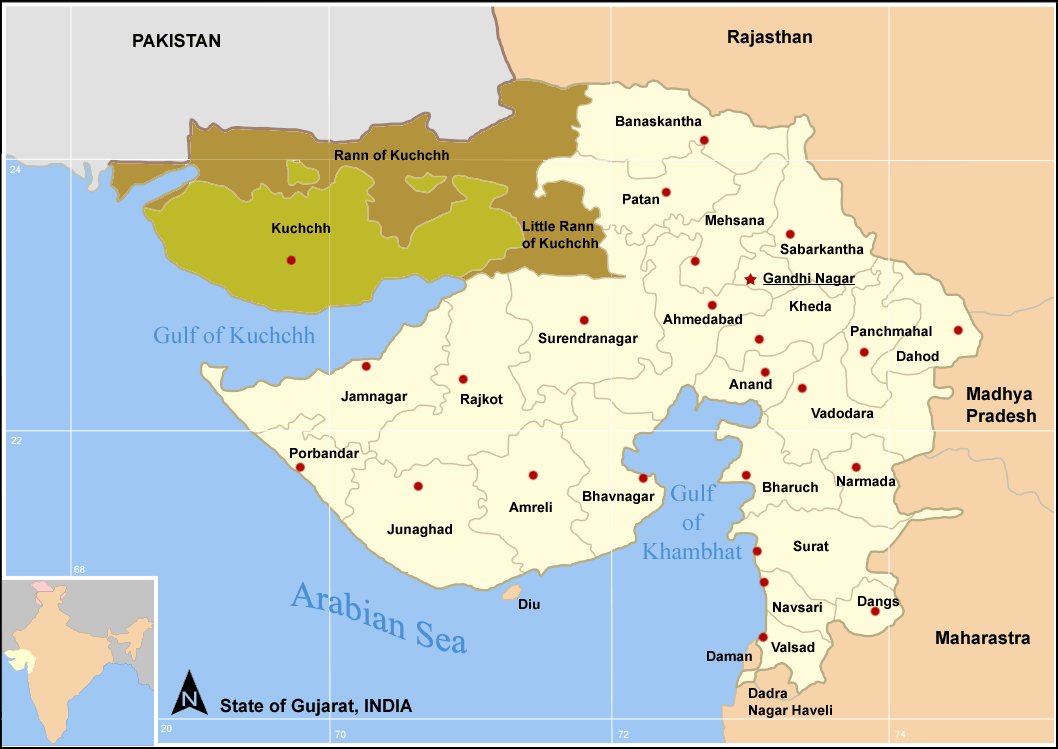 PAKISTAN
Rajasthan
Banaskantha
24
Rann of Kuchchh
Patan
Mehsana
Kuchchh
Little Rann
of Kuchchh
Sabarkantha
Gandhi Nagar
Kheda
Ahmedabad
Gulf of Kuchchh
Surendranagar
Panchmahal
Dahod
Anand
Jamnagar
Rajkot
Vadodara
Madhya
Pradesh
22
Porbandar
Bhavnagar
Amreli
Junaghad
Gulf
of
Khambhat
Bharuch
Narmada
Surat
68
Arabian Sea
Diu
Navsari
Dangs
Maharastra
Daman
Valsad
Dadra
Nagar Haveli
N
State of Gujarat, INDIA
20
70
72
74